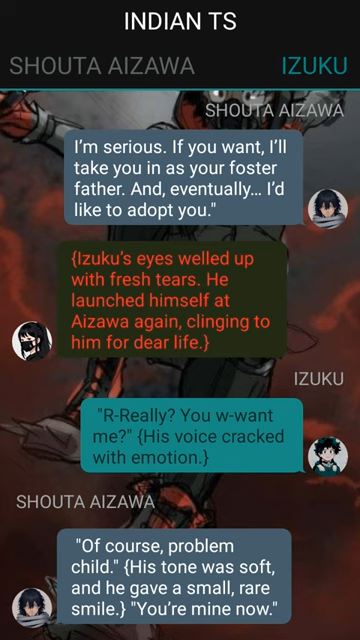 INDIAN TS
SHOUTA AIZAWA
IZUKU
SHOUTA AIZAWA
I’m serious. If you want, I’ll
take you in as your foster
father. And, eventually… I’d
like to adopt you."
{Izuku’s eyes welled up
with fresh tears. He
launched himself at
Aizawa again, clinging to
him for dear life.}
IZUKU
"R-Really? You w-want
me?" {His voice cracked
with emotion.}
SHOUTA AIZAWA
"Of course, problem
child." {His tone was soft,
and he gave a small, rare
smile.} "You’re mine now."